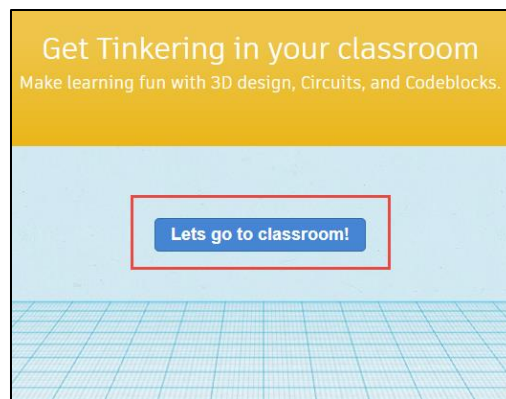 Get Tinkering in your classroom
Make learning fun with 3D design, Circuits, and Codeblocks.
Lets go to classroom!